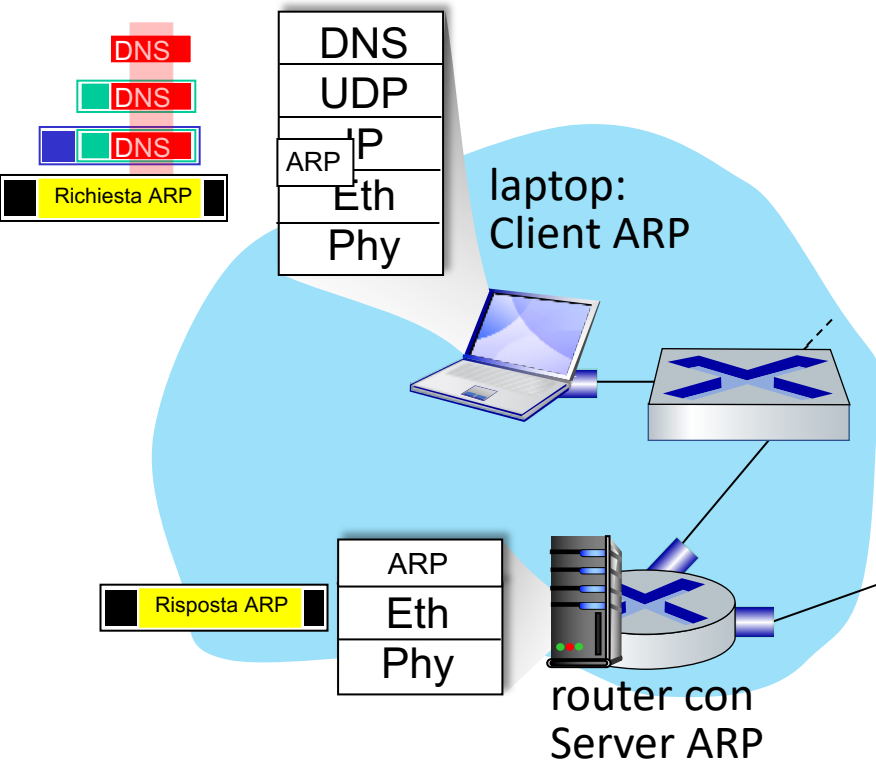 DNS
DNS
DNS
Richiesta ARP
DNS
UDP
IP
ARP
Eth
Phy
laptop:
Client ARP
Risposta ARP
ARP
Eth
Phy
router con
Server ARP